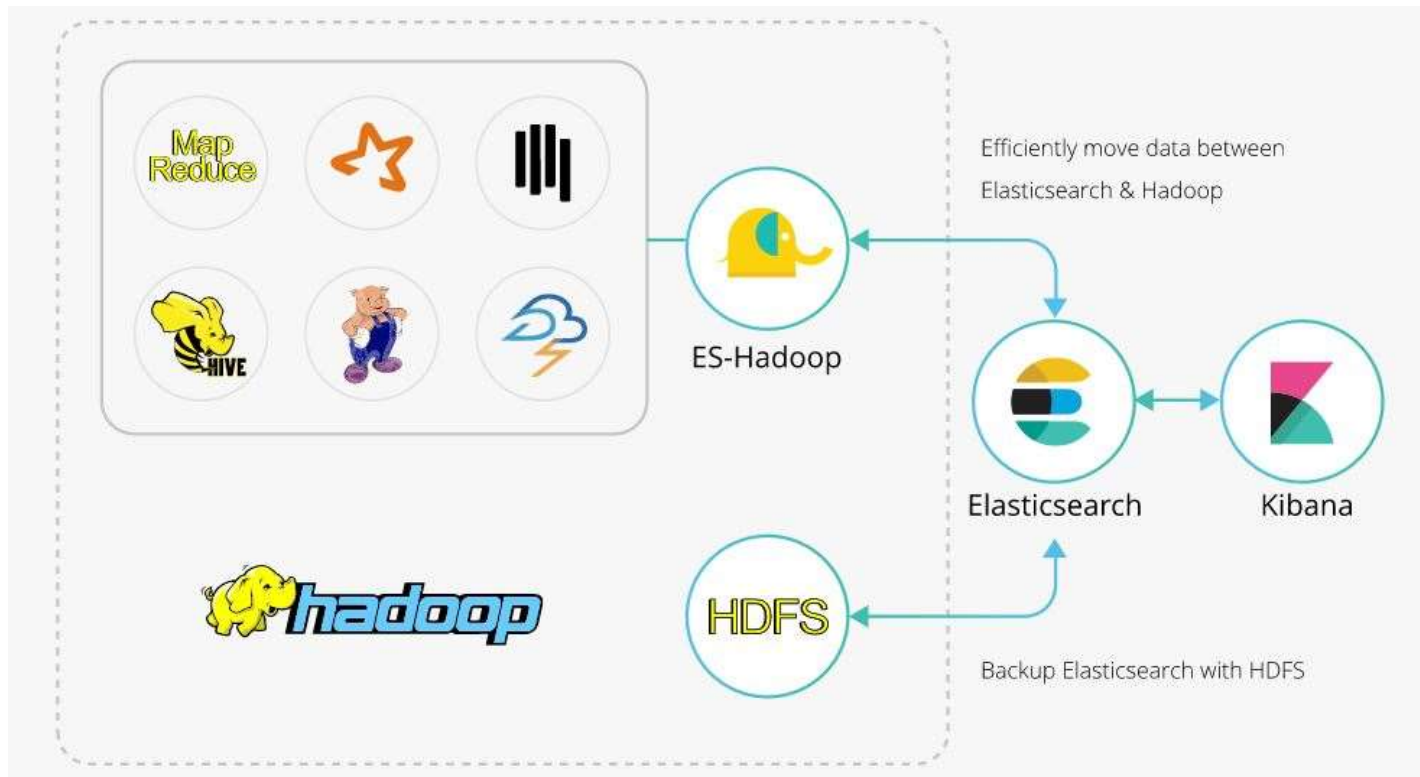 Map
Reduce
HIVE
ES-Hadoop
Efficiently move data between
Elasticsearch & Hadoop
Elasticsearch
Kibana
hadoop
HDFS
Backup Elasticsearch with HDFS